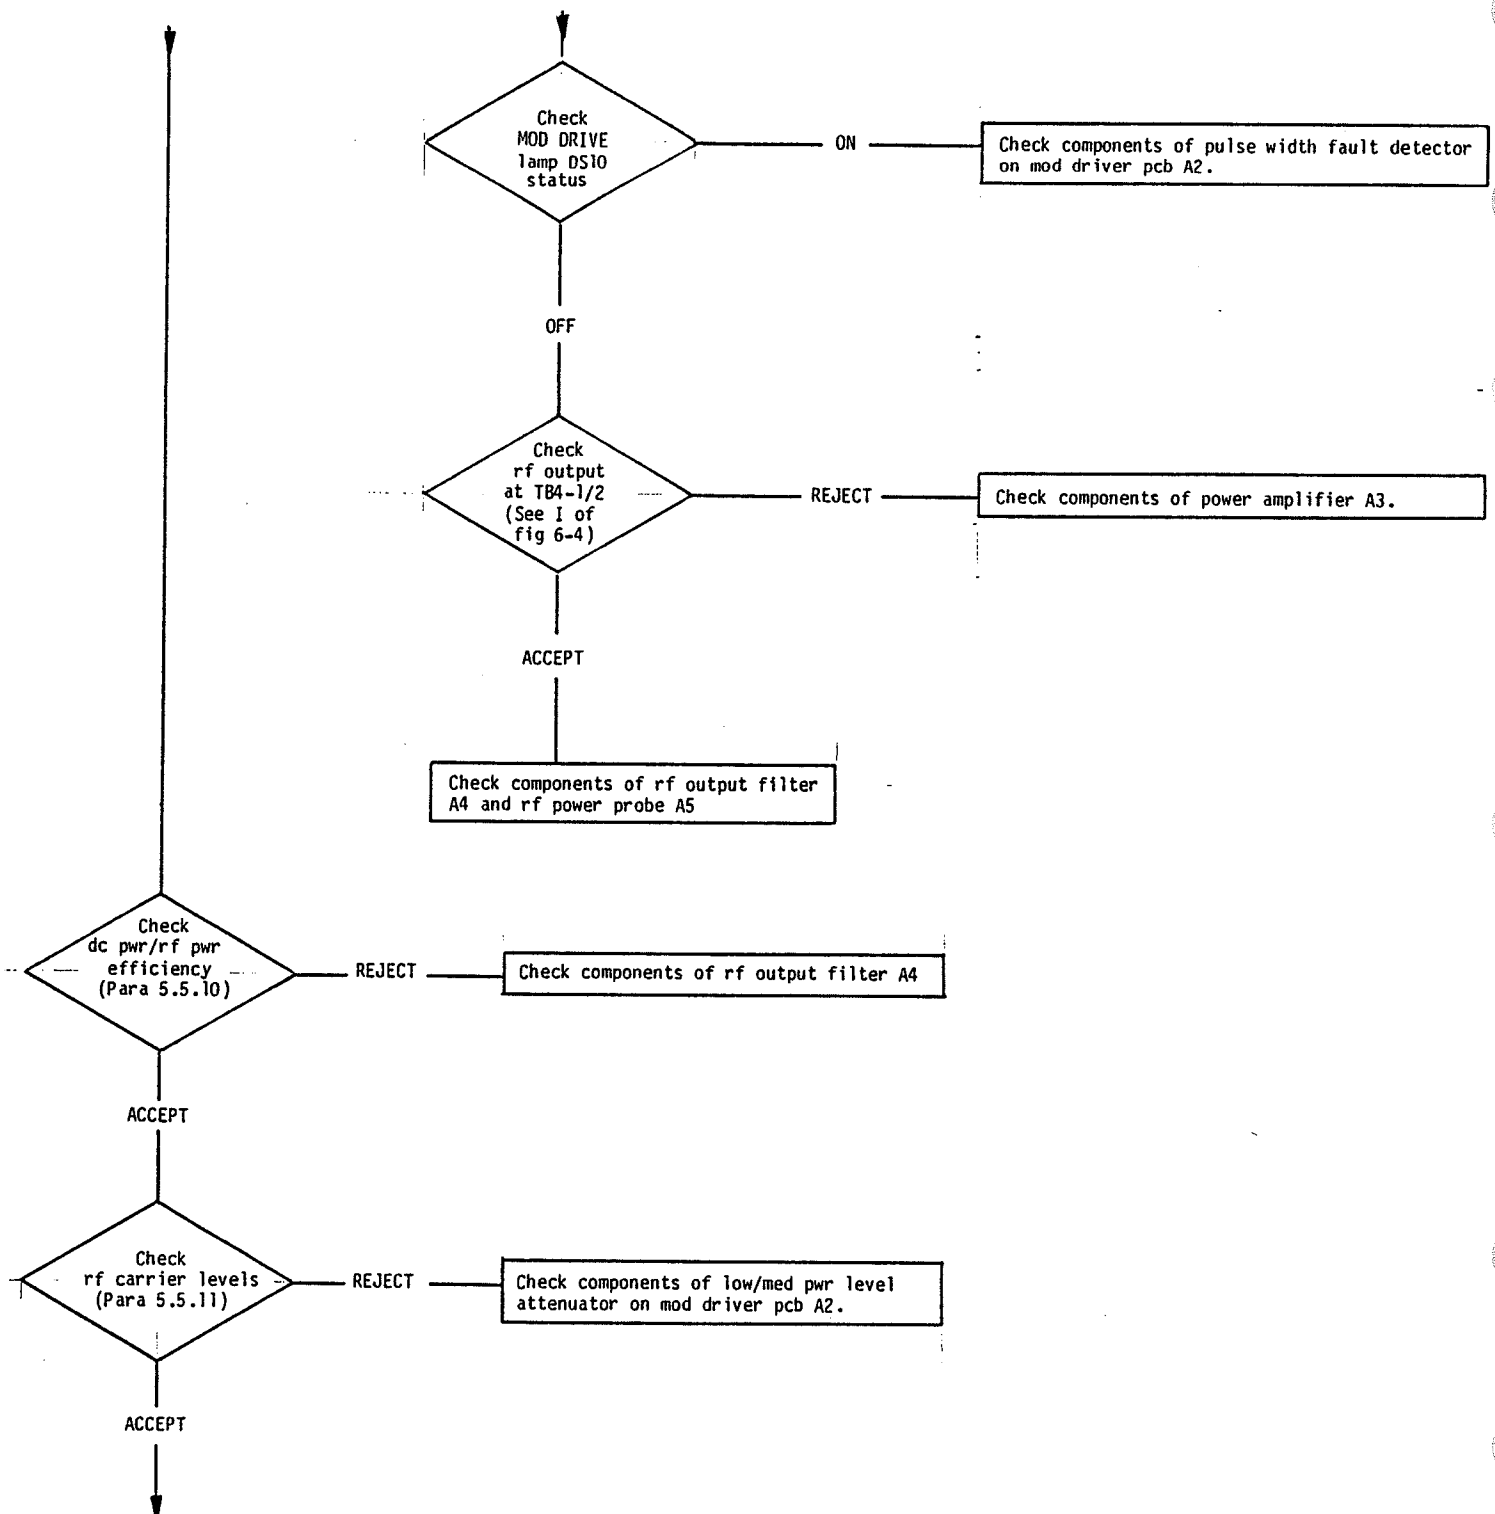 Check
MOD DRIVE
lamp DS10
status
ON
Check components of pulse width fault detector
on mod driver pcb A2.
OFF
Check
rf output
at TB4-1/2
(See I of
fig 6-4)
REJECT
Check components of power amplifier A3.
ACCEPT
Check components of rf output filter
A4 and rf power probe A5
Check
dc pwr/rf pwr
efficiency
(Para 5.5.10)
REJECT
Check components of rf output filter A4
ACCEPT
Check
rf carrier levels
(Para 5.5.11)
REJECT
Check components of low/med pwr level
attenuator on mod driver pcb A2.
ACCEPT